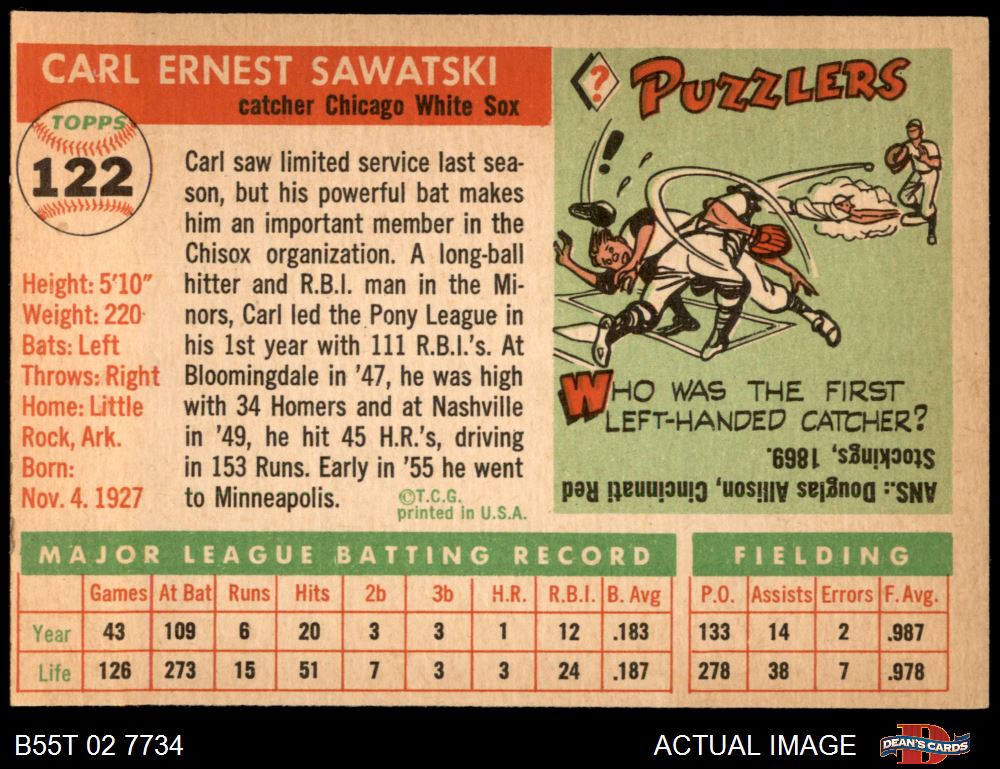 CARL ERNEST SAWATSKI
catcher Chicago White Sox
TOPPS
122
Carl saw limited service last sea-
son, but his powerful bat makes
him an important member in the
Chisox organization. A long-ball
hitter and R.B.I. man in the Mi-
nors, Carl led the Pony League in
his 1st year with 111 R.B.I.'s. At
Bloomingdale in '47, he was high
with 34 Homers and at Nashville
in '49, he hit 45 H.R.'s, driving
in 153 Runs. Early in '55 he went
to Minneapolis.
©T.C.G.
printed in U.S.A.
Height: 5'10"
Weight: 220
Bats: Left
Throws: Right
Home: Little
Rock, Ark.
Born:
Nov. 4. 1927
?
PUZZLERS
!
WHO WAS THE FIRST
LEFT-HANDED CATCHER?
ANS.: Douglas Allison, Cincinnati Red
Stockings, 1869.
MAJOR LEAGUE BATTING RECORD
Games At Bat Runs Hits 2b 3b H.R. R.B.I. B. Avg
Year 43 109 6 20 3 3 1 12 .183
Life 126 273 15 51 7 3 3 24 .187
FIELDING
P.O. Assists Errors F. Avg.
133 14 2 .987
278 38 7 .978
B55T 02 7734
ACTUAL IMAGE
DEAN'S CARDS